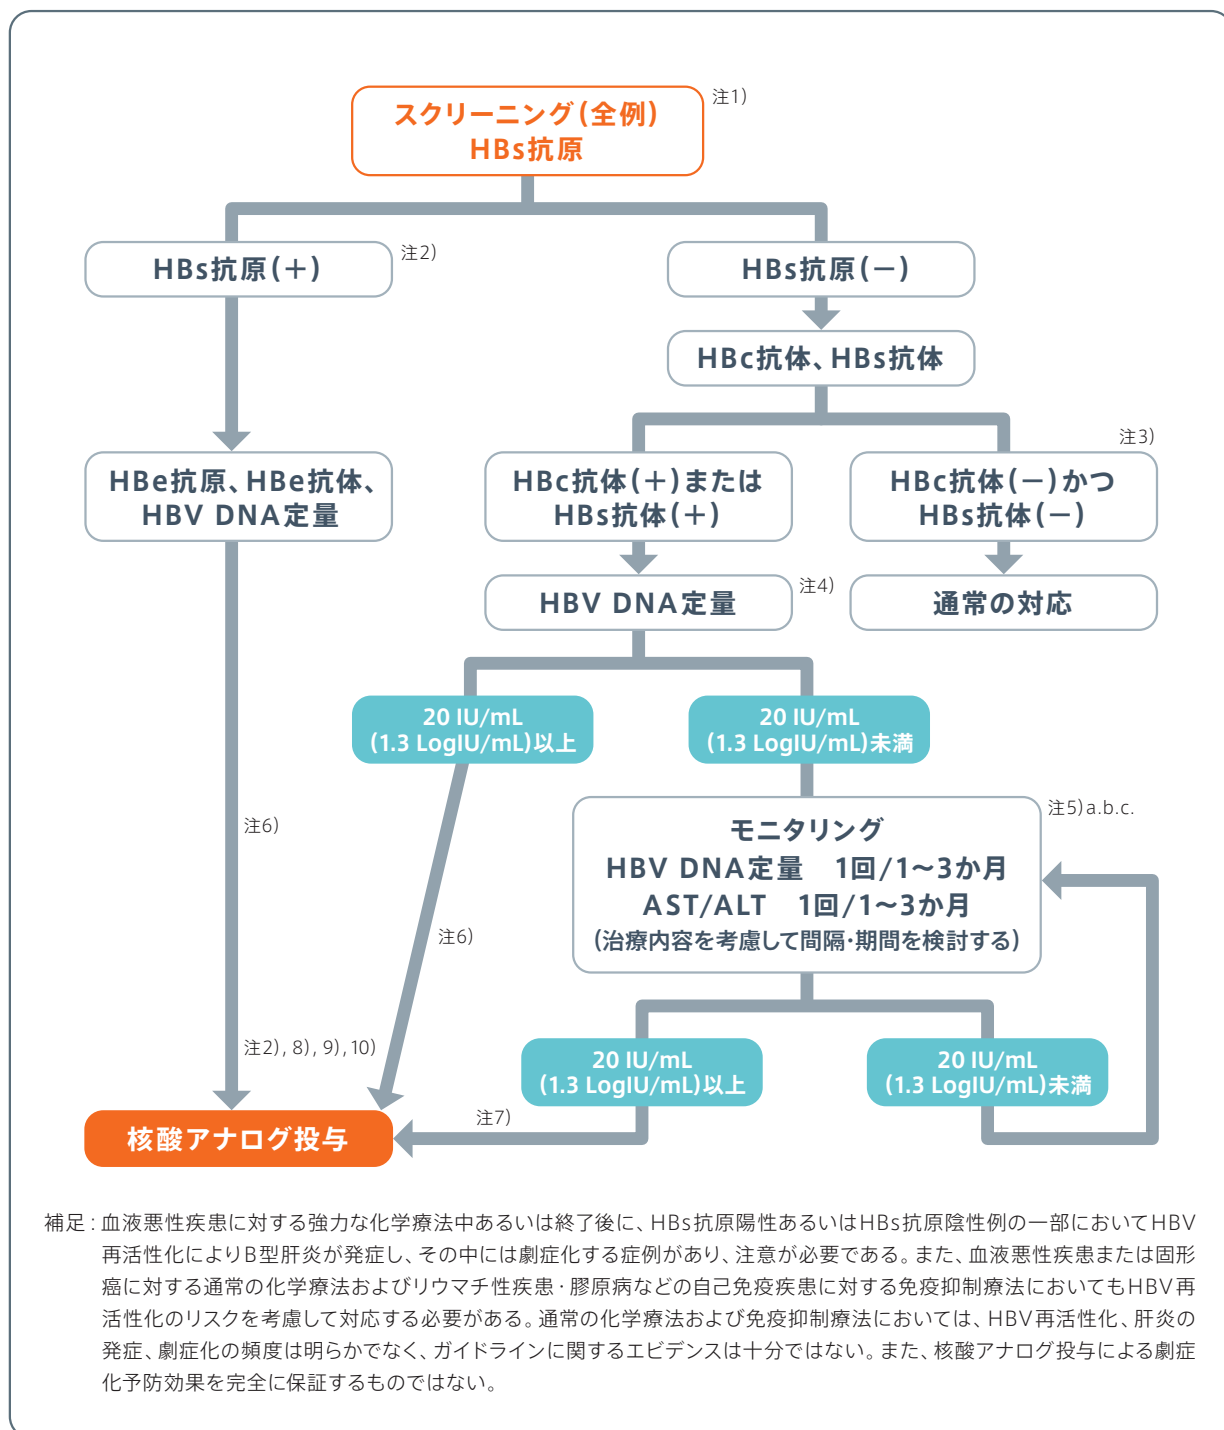 注1)
スクリーニング(全例)
HBs抗原
HBs抗原(＋)
注2)
HBs抗原(－)
HBc抗体、HBs抗体
注3)
HBe抗原、HBe抗体、
HBV DNA定量
HBc抗体(＋)または
HBs抗体(＋)
HBc抗体(－)かつ
HBs抗体(－)
HBV DNA定量
注4)
通常の対応
20 IU/mL
(1.3 LogIU/mL)以上
20 IU/mL
(1.3 LogIU/mL)未満
注5)a.b.c.
モニタリング
HBV DNA定量　1回/1～3か月
AST/ALT　1回/1～3か月
(治療内容を考慮して間隔・期間を検討する)
注6)
注6)
注2), 8), 9), 10)
20 IU/mL
(1.3 LogIU/mL)以上
20 IU/mL
(1.3 LogIU/mL)未満
注7)
核酸アナログ投与
補足 : 血液悪性疾患に対する強力な化学療法中あるいは終了後に、HBs抗原陽性あるいはHBs抗原陰性例の一部においてHBV
再活性化によりB型肝炎が発症し、その中には劇症化する症例があり、注意が必要である。また、血液悪性疾患または固形
癌に対する通常の化学療法およびリウマチ性疾患・膠原病などの自己免疫疾患に対する免疫抑制療法においてもHBV再
活性化のリスクを考慮して対応する必要がある。通常の化学療法および免疫抑制療法においては、HBV再活性化、肝炎の
発症、劇症化の頻度は明らかでなく、ガイドラインに関するエビデンスは十分ではない。また、核酸アナログ投与による劇症
化予防効果を完全に保証するものではない。